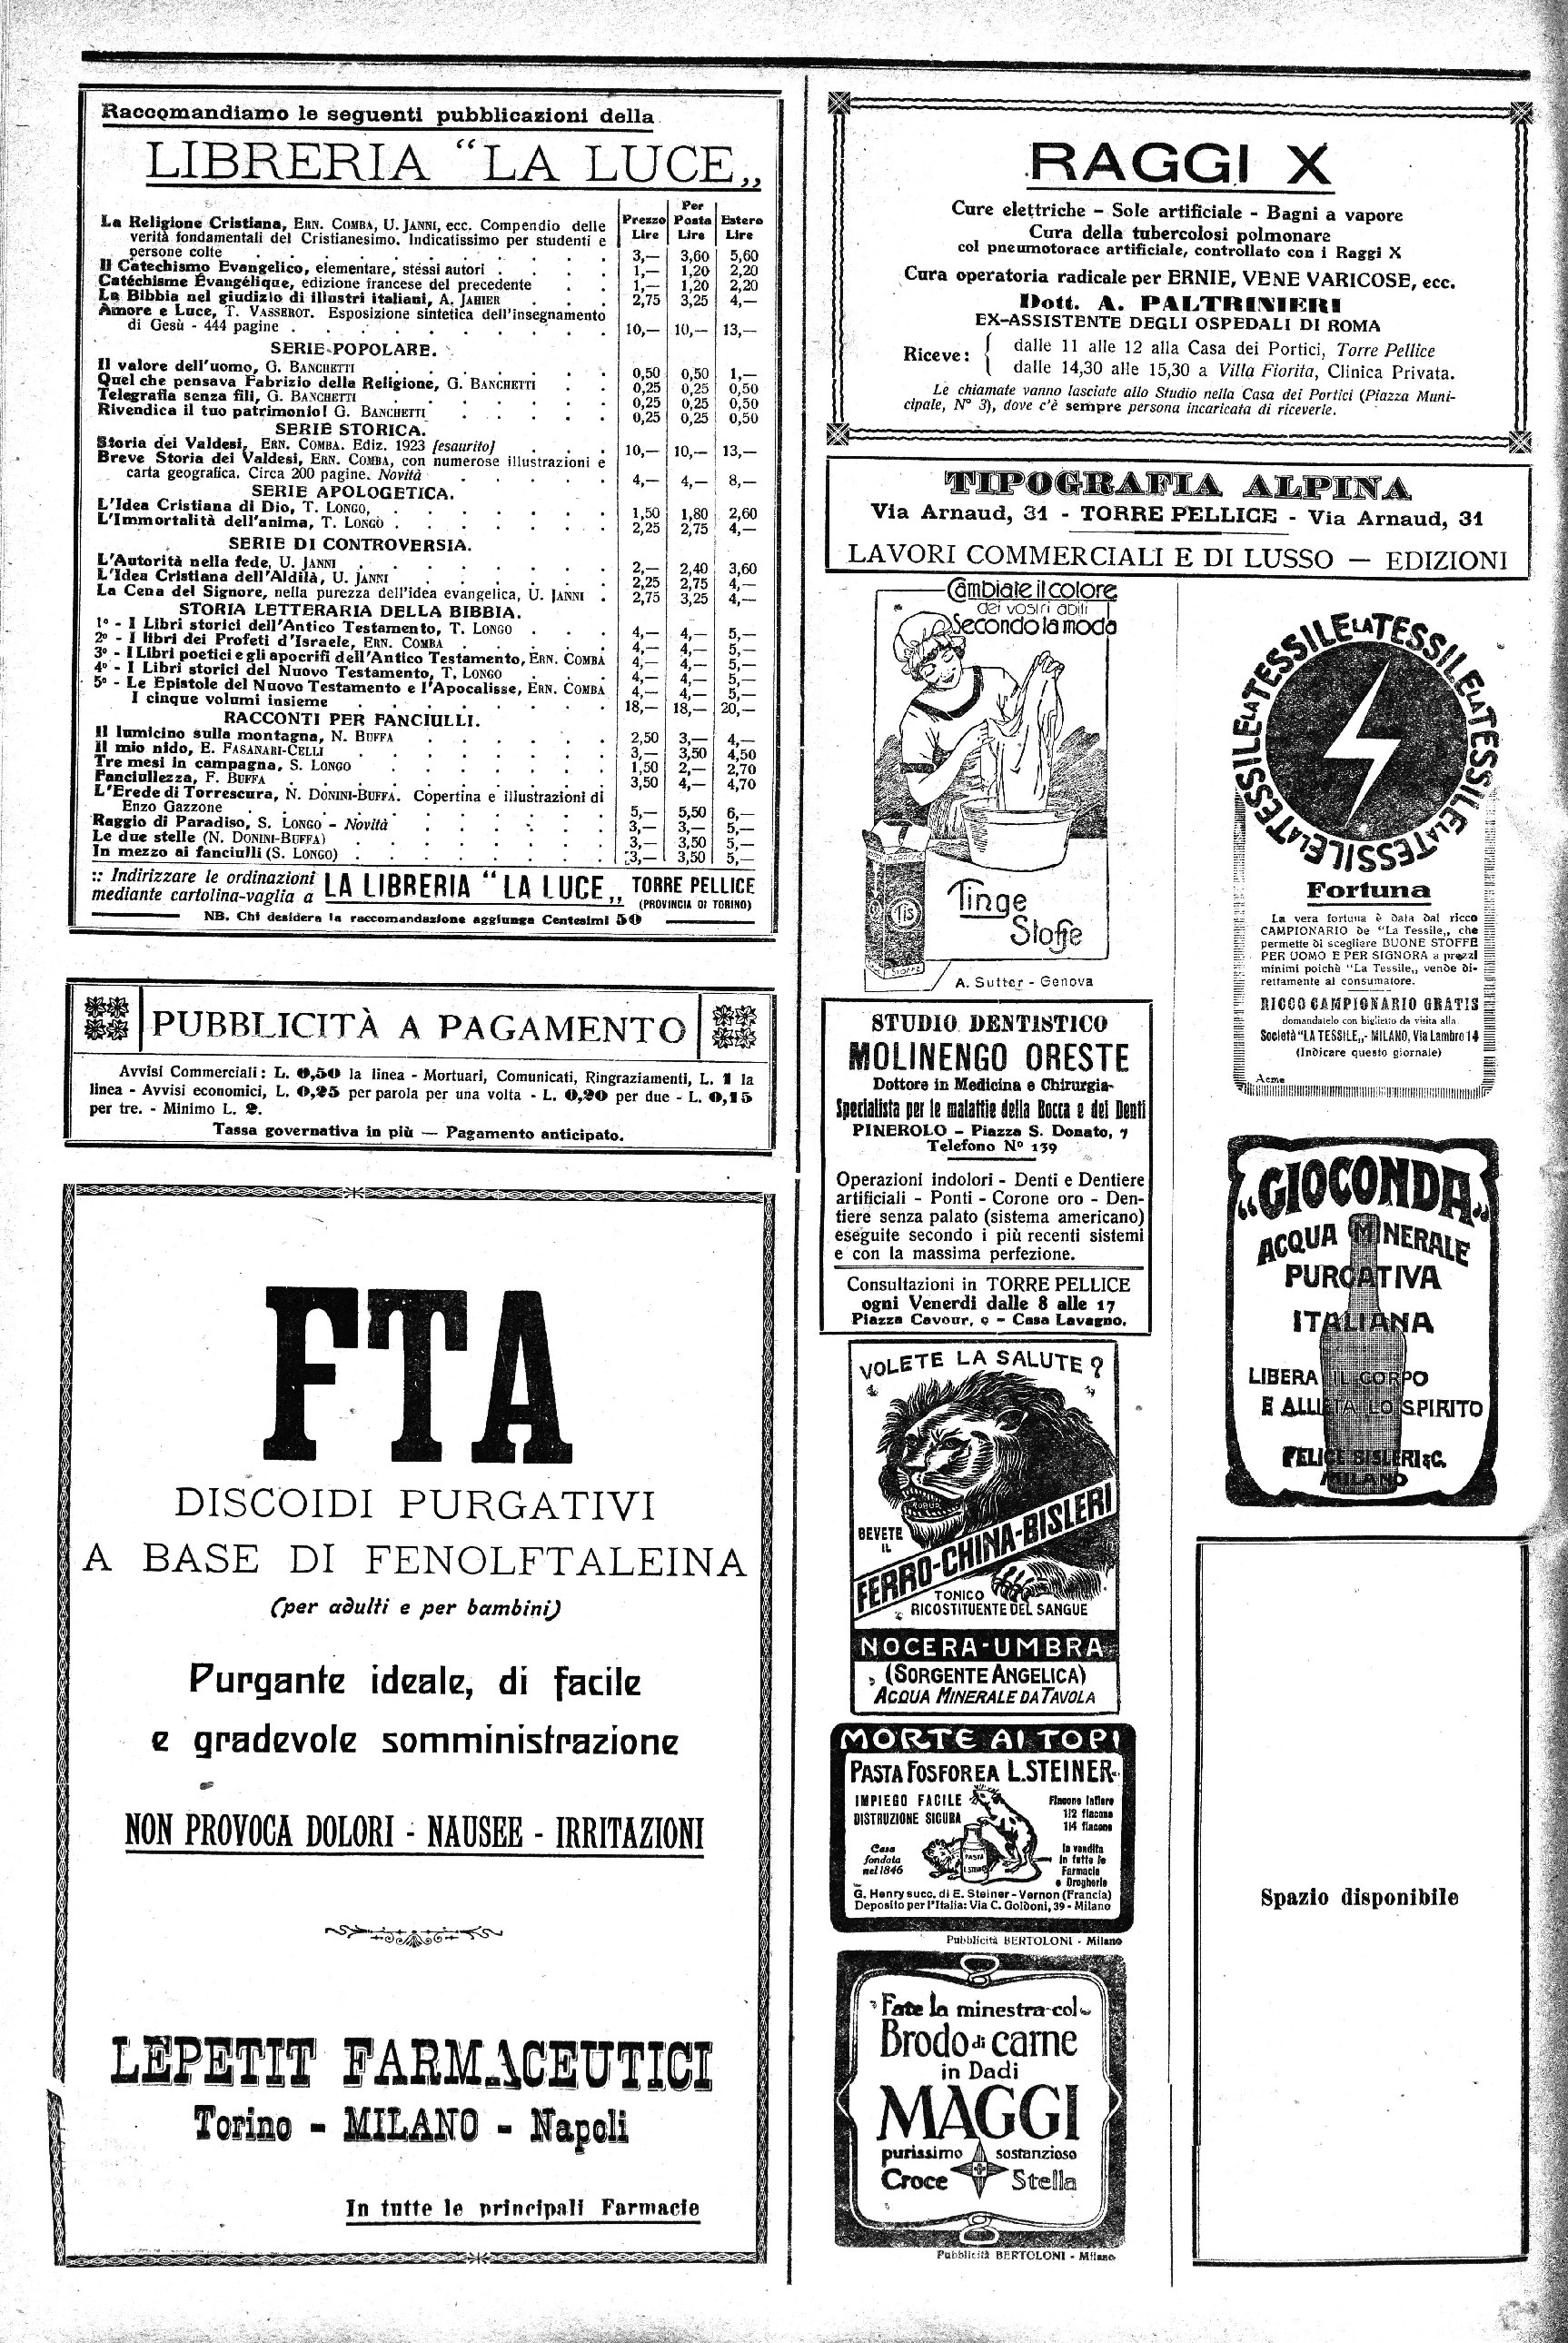 Raccomandiamo le seguenti pubblicazioni della
LIBRERIA "LA LUCE„
Prezzo Lire | Per Posta Lire | Estero Lire
La Religione Cristiana, ERN. COMBA, U. JANNI, ecc. Compendio delle
verità fondamentali del Cristianesimo. Indicatissimo per studenti e
persone colte . . . . . . . . . 3,— 3,60 5,60
Il Catechismo Evangelico, elementare, stessi autori . . . . 1,— 1,20 2,20
Catéchisme Évangélique, edizione francese del precedente . . 1,— 1,20 2,20
La Bibbia nel giudizio di illustri italiani, A. JAHIER . . . 2,75 3,25 4,—
Amore e Luce, T. VASSEROT. Esposizione sintetica dell'insegnamento
di Gesù - 444 pagine . . . . . . . . 10,— 10,— 13,—
SERIE POPOLARE.
Il valore dell'uomo, G. BANCHETTI . . . . . . 0,50 0,50 1,—
Quel che pensava Fabrizio della Religione, G. BANCHETTI . . 0,25 0,25 0,50
Telegrafia senza fili, G. BANCHETTI . . . . . . 0,25 0,25 0,50
Rivendica il tuo patrimonio! G. BANCHETTI . . . . . 0,25 0,25 0,50
SERIE STORICA.
Storia dei Valdesi, ERN. COMBA. Ediz. 1923 [esaurito] . . . 10,— 10,— 13,—
Breve Storia dei Valdesi, ERN. COMBA, con numerose illustrazioni e
carta geografica. Circa 200 pagine. Novità . . . . . 4,— 4,— 8,—
SERIE APOLOGETICA.
L'Idea Cristiana di Dio, T. LONGO, . . . . . . 1,50 1,80 2,60
L'Immortalità dell'anima, T. LONGO . . . . . . 2,25 2,75 4,—
SERIE DI CONTROVERSIA.
L'Autorità nella fede, U. JANNI . . . . . . . 2,— 2,40 3,60
L'Idea Cristiana dell'Aldilà, U. JANNI . . . . . 2,25 2,75 4,—
La Cena del Signore, nella purezza dell'idea evangelica, U. JANNI . 2,75 3,25 4,—
STORIA LETTERARIA DELLA BIBBIA.
1º - I Libri storici dell'Antico Testamento, T. LONGO . . . 4,— 4,— 5,—
2º - I libri dei Profeti d'Israele, ERN. COMBA . . . . 4,— 4,— 5,—
3º - I Libri poetici e gli apocrifi dell'Antico Testamento, ERN. COMBA 4,— 4,— 5,—
4º - I Libri storici del Nuovo Testamento, T. LONGO . . . 4,— 4,— 5,—
5º - Le Epistole del Nuovo Testamento e l'Apocalisse, ERN. COMBA 4,— 4,— 5,—
I cinque volumi insieme . . . . . . . 18,— 18,— 20,—
RACCONTI PER FANCIULLI.
Il lumicino sulla montagna, N. BUFFA . . . . . . 2,50 3,— 4,—
Il mio nido, E. FASANARI-CELLI . . . . . . . 3,— 3,50 4,50
Tre mesi in campagna, S. LONGO . . . . . . 1,50 2,— 2,70
Fanciullezza, F. BUFFA . . . . . . . . 3,50 4,— 4,70
L'Erede di Torrescura, N. DONINI-BUFFA. Copertina e illustrazioni di
Enzo Gazzone . . . . . . . . . 5,— 5,50 6,—
Raggio di Paradiso, S. LONGO - Novità . . . . . 3,— 3,— 5,—
Le due stelle (N. DONINI-BUFFA) . . . . . . . 3,— 3,50 5,—
In mezzo ai fanciulli (S. LONGO) . . . . . . . 3,— 3,50 5,—
:: Indirizzare le ordinazioni
mediante cartolina-vaglia a LA LIBRERIA "LA LUCE„ TORRE PELLICE
(PROVINCIA DI TORINO)
NB. Chi desidera la raccomandazione aggiunga Centesimi 50
PUBBLICITÀ A PAGAMENTO
Avvisi Commerciali: L. 0,50 la linea - Mortuari, Comunicati, Ringraziamenti, L. 1 la
linea - Avvisi economici, L. 0,25 per parola per una volta - L. 0,20 per due - L. 0,15
per tre. - Minimo L. 2.
Tassa governativa in più — Pagamento anticipato.
FTA
DISCOIDI PURGATIVI
A BASE DI FENOLFTALEINA
(per adulti e per bambini)
Purgante ideale, di facile
e gradevole somministrazione
NON PROVOCA DOLORI - NAUSEE - IRRITAZIONI
LEPETIT FARMACEUTICI
Torino - MILANO - Napoli
In tutte le principali Farmacie
RAGGI X
Cure elettriche - Sole artificiale - Bagni a vapore
Cura della tubercolosi polmonare
col pneumotorace artificiale, controllato con i Raggi X
Cura operatoria radicale per ERNIE, VENE VARICOSE, ecc.
Dott. A. PALTRINIERI
EX-ASSISTENTE DEGLI OSPEDALI DI ROMA
Riceve: { dalle 11 alle 12 alla Casa dei Portici, Torre Pellice
dalle 14,30 alle 15,30 a Villa Fiorita, Clinica Privata.
Le chiamate vanno lasciate allo Studio nella Casa dei Portici (Piazza Muni-
cipale, Nº 3), dove c'è sempre persona incaricata di riceverle.
TIPOGRAFIA ALPINA
Via Arnaud, 31 - TORRE PELLICE - Via Arnaud, 31
LAVORI COMMERCIALI E DI LUSSO — EDIZIONI
Cambiate il colore
dei vostri abiti
Secondo la moda
Tis
Tinge
Stoffe
STOFFE
A. Sutter - Genova
STUDIO DENTISTICO
MOLINENGO ORESTE
Dottore in Medicina e Chirurgia
Specialista per le malattie della Bocca e dei Denti
PINEROLO - Piazza S. Donato, 7
Telefono Nº 139
Operazioni indolori - Denti e Dentiere
artificiali - Ponti - Corone oro - Den-
tiere senza palato (sistema americano)
eseguite secondo i più recenti sistemi
e con la massima perfezione.
Consultazioni in TORRE PELLICE
ogni Venerdì dalle 8 alle 17
Piazza Cavour, 9 - Casa Lavagno.
VOLETE LA SALUTE?
ROBUR
BEVETE
IL
FERRO-CHINA-BISLERI
TONICO
RICOSTITUENTE DEL SANGUE
NOCERA-UMBRA
(SORGENTE ANGELICA)
ACQUA MINERALE DA TAVOLA
MORTE AI TOPI
PASTA FOSFOREA L. STEINER
IMPIEGO FACILE
DISTRUZIONE SICURA
Casa
fondata
nel 1846
PASTA
STEINER
Flacone intiero
1|2 flacone
1|4 flacone
In vendita
in tutte le
Farmacie
e Drogherie
G. Henry succ. di E. Steiner - Vernon (Francia)
Deposito per l'Italia: Via C. Goldoni, 39 - Milano
Pubblicità BERTOLONI - Milano
Fate la minestra col
Brodo di carne
in Dadi
MAGGI
purissimo sostanzioso
Croce Stella
Pubblicità BERTOLONI - Milano
LA TESSILE LA TESSILE LA TESSILE LA TESSILE LA TESSILE
Fortuna
La vera fortuna è data dal ricco
CAMPIONARIO de "La Tessile„ che
permette di scegliere BUONE STOFFE
PER UOMO E PER SIGNORA a prezzi
minimi poichè "La Tessile„ vende di-
rettamente al consumatore.
RICCO CAMPIONARIO GRATIS
domandatelo con biglietto da visita alla
Società "LA TESSILE„ - MILANO, Via Lambro 14
(Indicare questo giornale)
Acme
"GIOCONDA"
ACQUA MINERALE
PURGATIVA
ITALIANA
LIBERA IL CORPO
E ALLIETA LO SPIRITO
FELICE BISLERI & C.
MILANO
Spazio disponibile